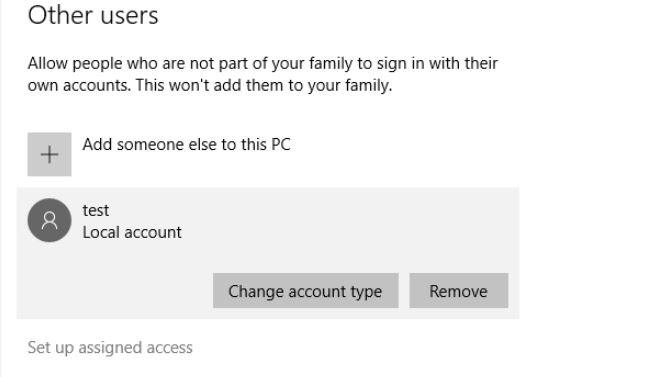 Other users
Allow people who are not part of your family to sign in with their
own accounts. This won't add them to your family.
Add someone else to this PC
test
Local account
Change account type
Remove
Set up assigned access